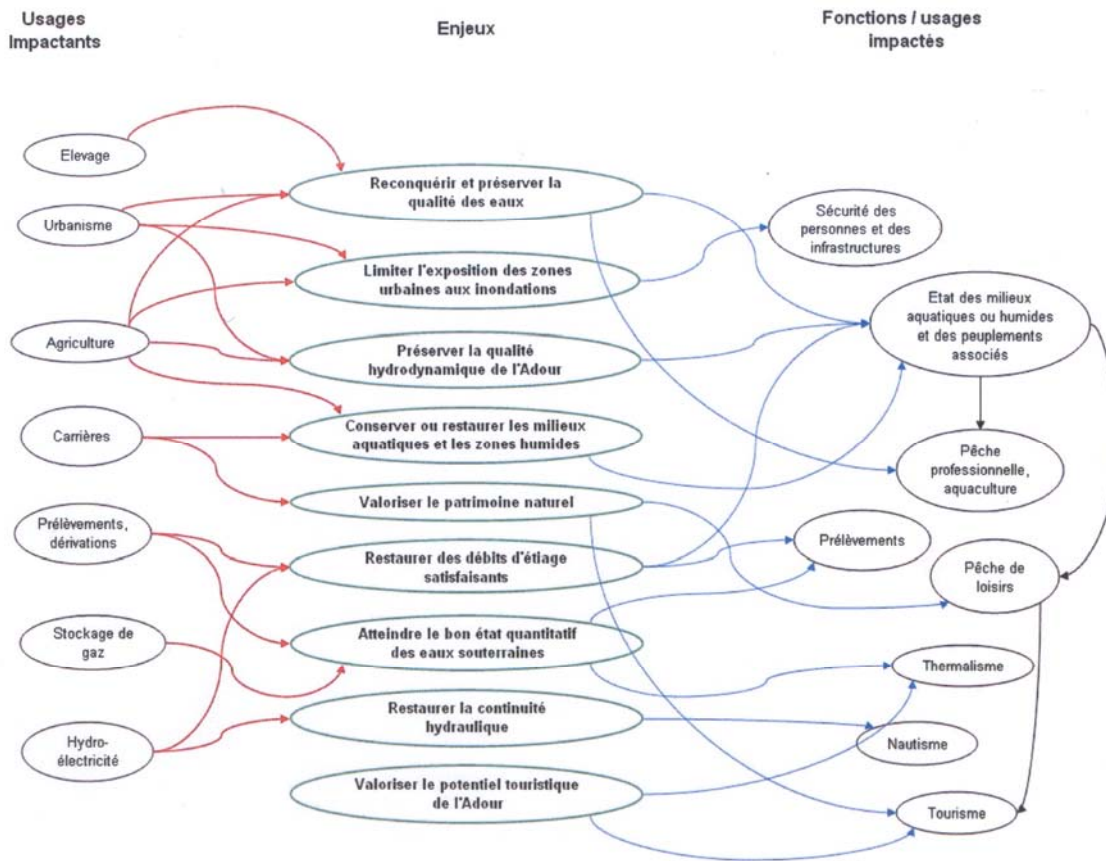 Usages
Impactants
Enjeux
Fonctions / usages
impactés
Elevage
Urbanisme
Agriculture
Carrières
Prélèvements,
dérivations
Stockage de
gaz
Hydro-
électricité
Reconquérir et préserver la
qualité des eaux
Limiter l'exposition des zones
urbaines aux inondations
Préserver la qualité
hydrodynamique de l'Adour
Conserver ou restaurer les milieux
aquatiques et les zones humides
Valoriser le patrimoine naturel
Restaurer des débits d'étiage
satisfaisants
Atteindre le bon état quantitatif
des eaux souterraines
Restaurer la continuité
hydraulique
Valoriser le potentiel touristique
de l'Adour
Sécurité des
personnes et des
infrastructures
Etat des milieux
aquatiques ou humides
et des peuplements
associés
Pêche
professionnelle,
aquaculture
Prélèvements
Pêche de
loisirs
Thermalisme
Nautisme
Tourisme